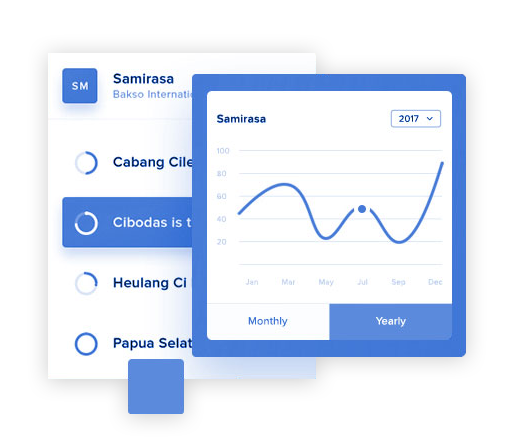 SM
Samirasa
Bakso Internati
Cabang Cile
Cibodas is t
Heulang Ci
Papua Selat
Samirasa
2017
100
80
60
40
20
Jan Mar May Jul Sep Dec
Monthly Yearly